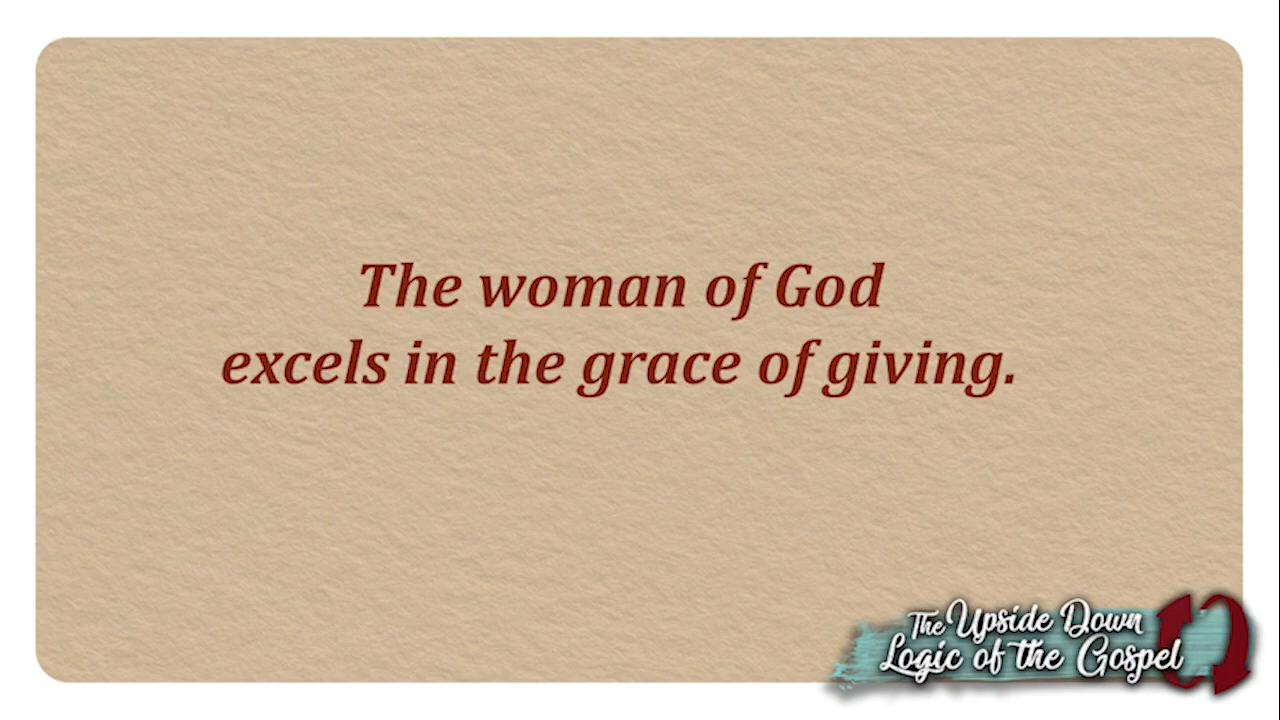 The woman of God
excels in the grace of giving.
The Upside Down
Logic of the Gospel